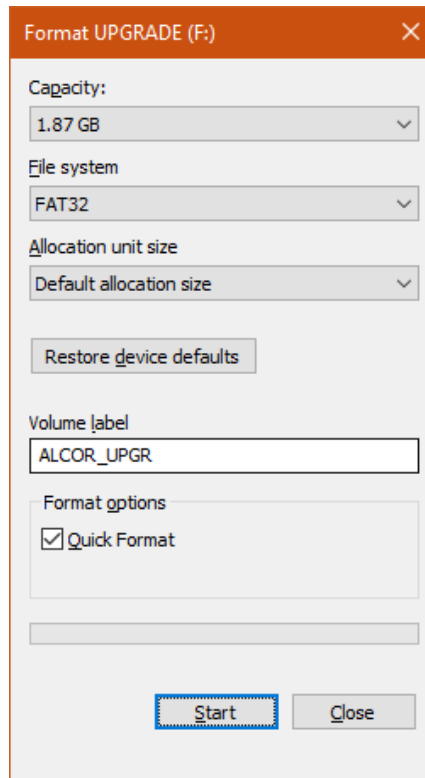 Format UPGRADE (F:)
Capacity:
1.87 GB
File system
FAT32
Allocation unit size
Default allocation size
Restore device defaults
Volume label
ALCOR_UPGR
Format options
Quick Format
Start
Close